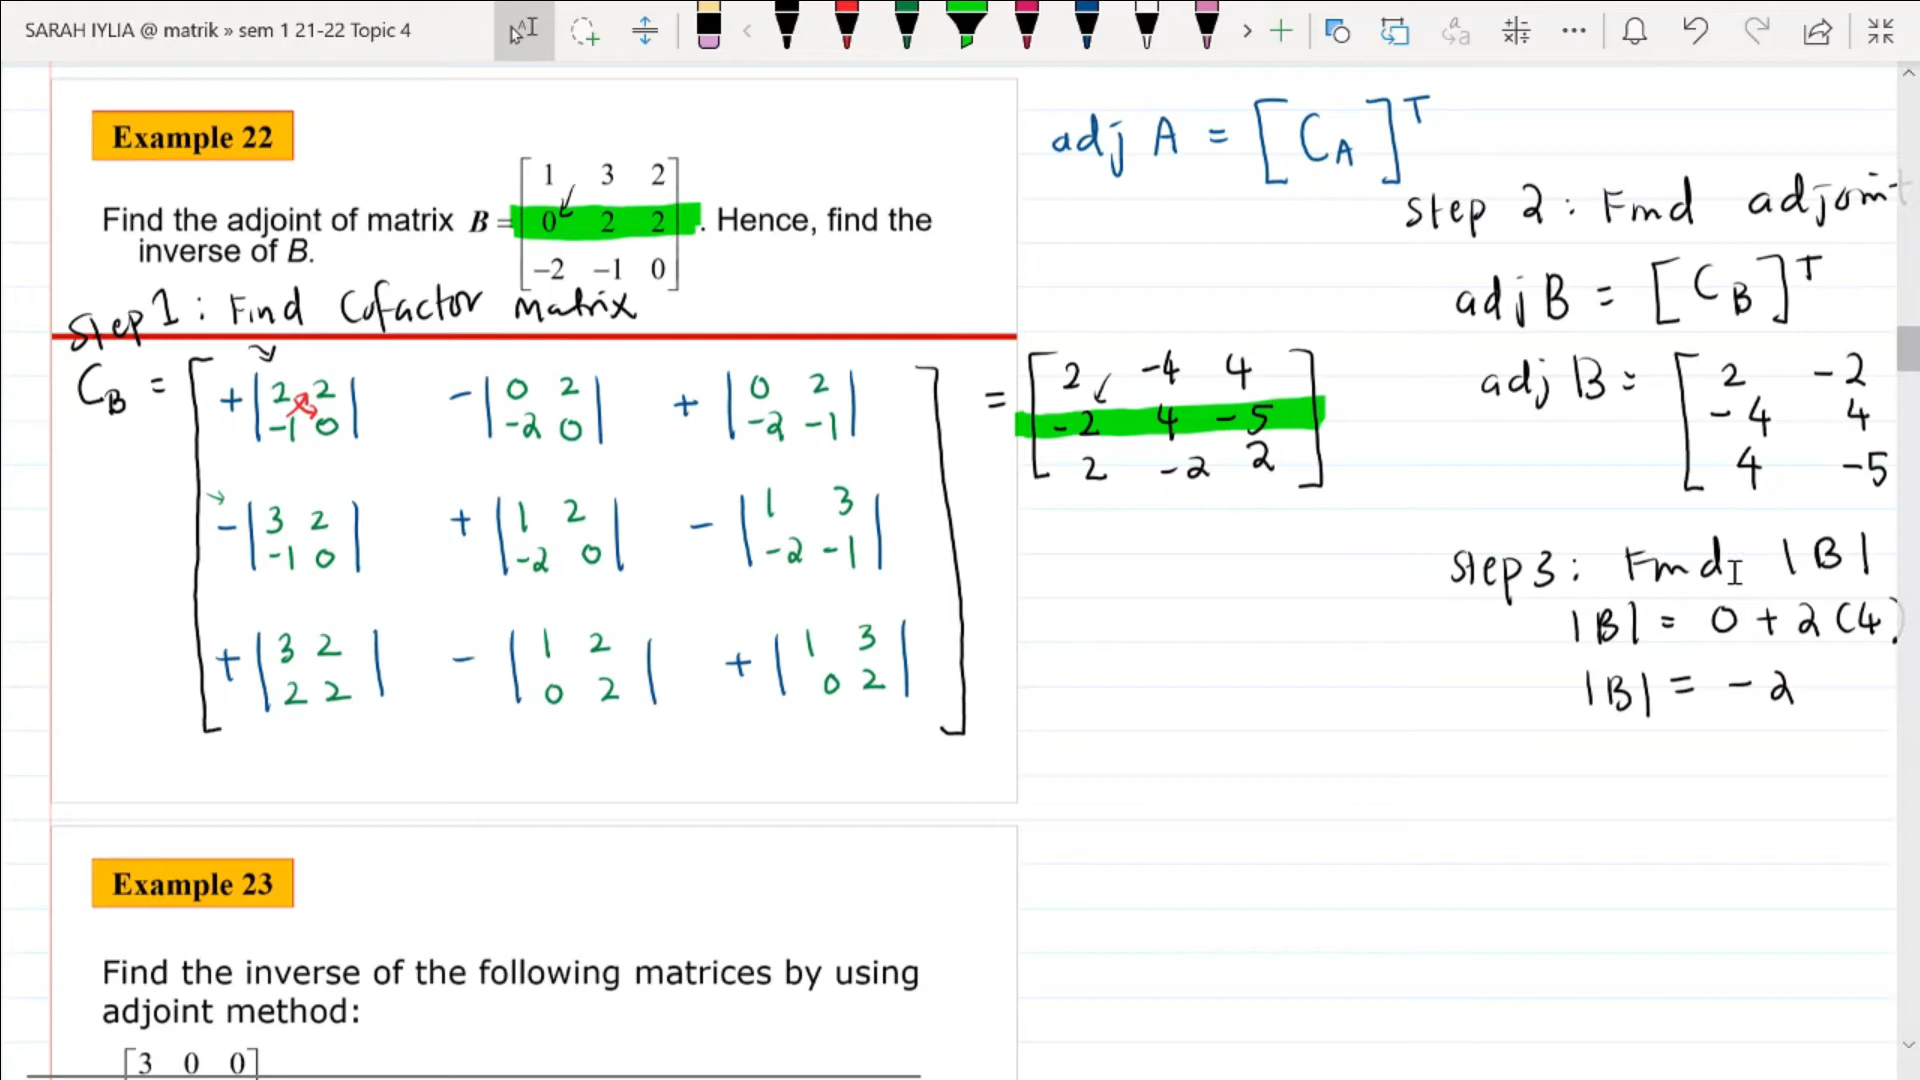 SARAH IYLIA @ matrik » sem 1 21-22 Topic 4
Example 22
Find the adjoint of matrix B = [1 3 2
0 2 2
-2 -1 0]. Hence, find the
inverse of B.
Step 1: Find Cofactor matrix
C_B = [+|2 2| -|0 2| +|0 2|
|-1 0| |-2 0| |-2 -1|
-|3 2| +|1 2| -|1 3|
|-1 0| |-2 0| |-2 -1|
+|3 2| -|1 2| +|1 3|
|2 2| |0 2| |0 2|]
= [2 -4 4
-2 4 -5
2 -2 2]
adj A = [C_A]^T
Step 2: Find adjoint
adj B = [C_B]^T
adj B = [2 -2
-4 4
4 -5
Step 3: Find |B|
|B| = 0 + 2(4)
|B| = -2
Example 23
Find the inverse of the following matrices by using
adjoint method:
[3 0 0]